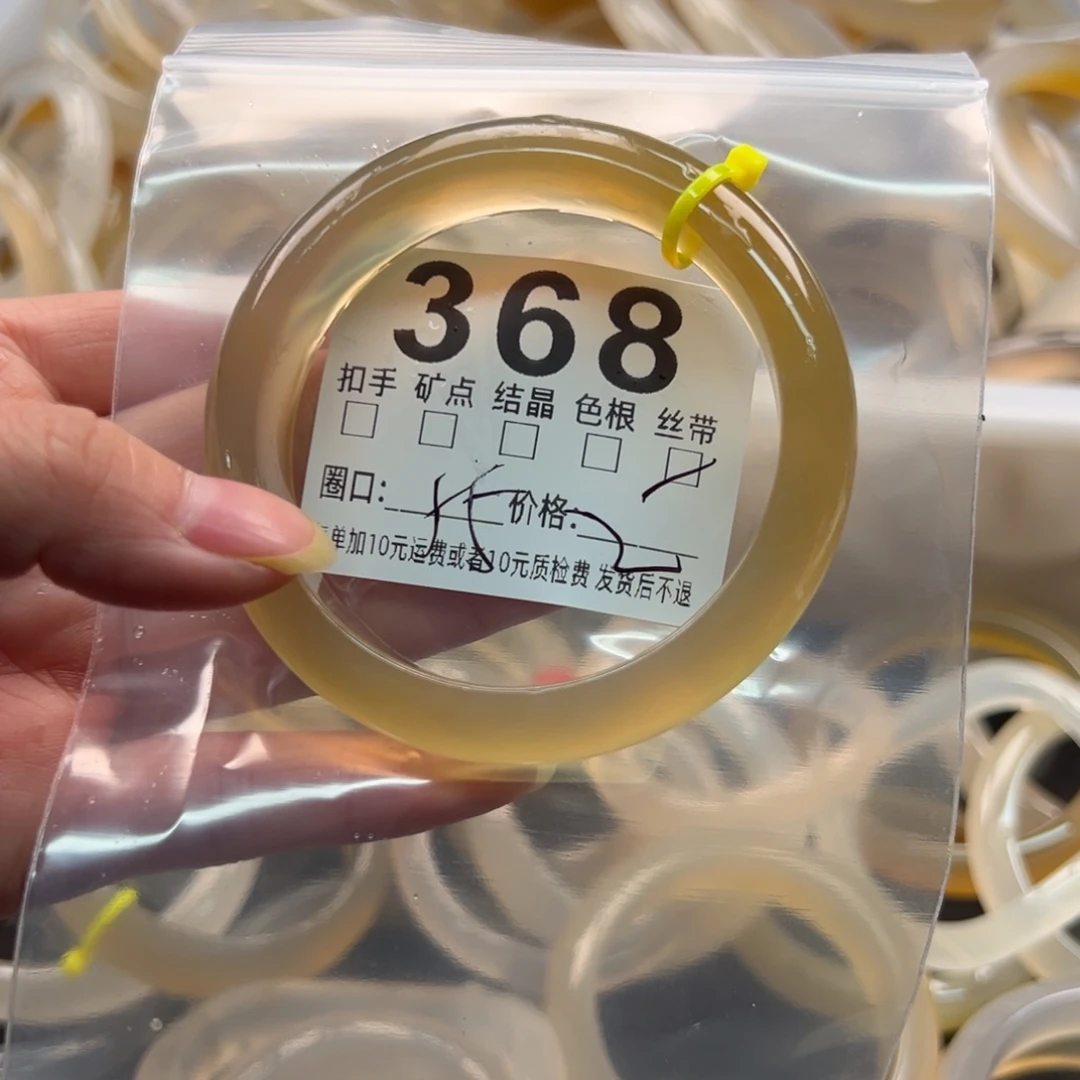 368
扣手 矿点 结晶 色根 丝带
圈口: 价格:
单加10元运费或者10元质检费 发货后不退